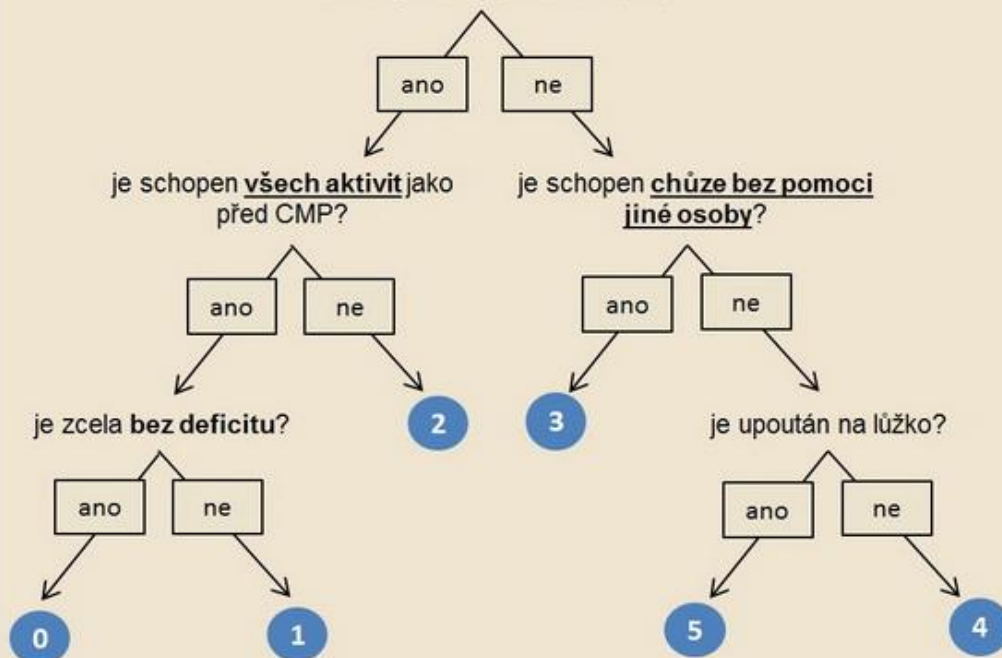 ano
ne
je schopen všech aktivit jako
před CMP?
je schopen chůze bez pomoci
jiné osoby?
ano
ne
ano
ne
je zcela bez deficitu?
2
3
je upoután na lůžko?
ano
ne
ano
ne
0
1
5
4